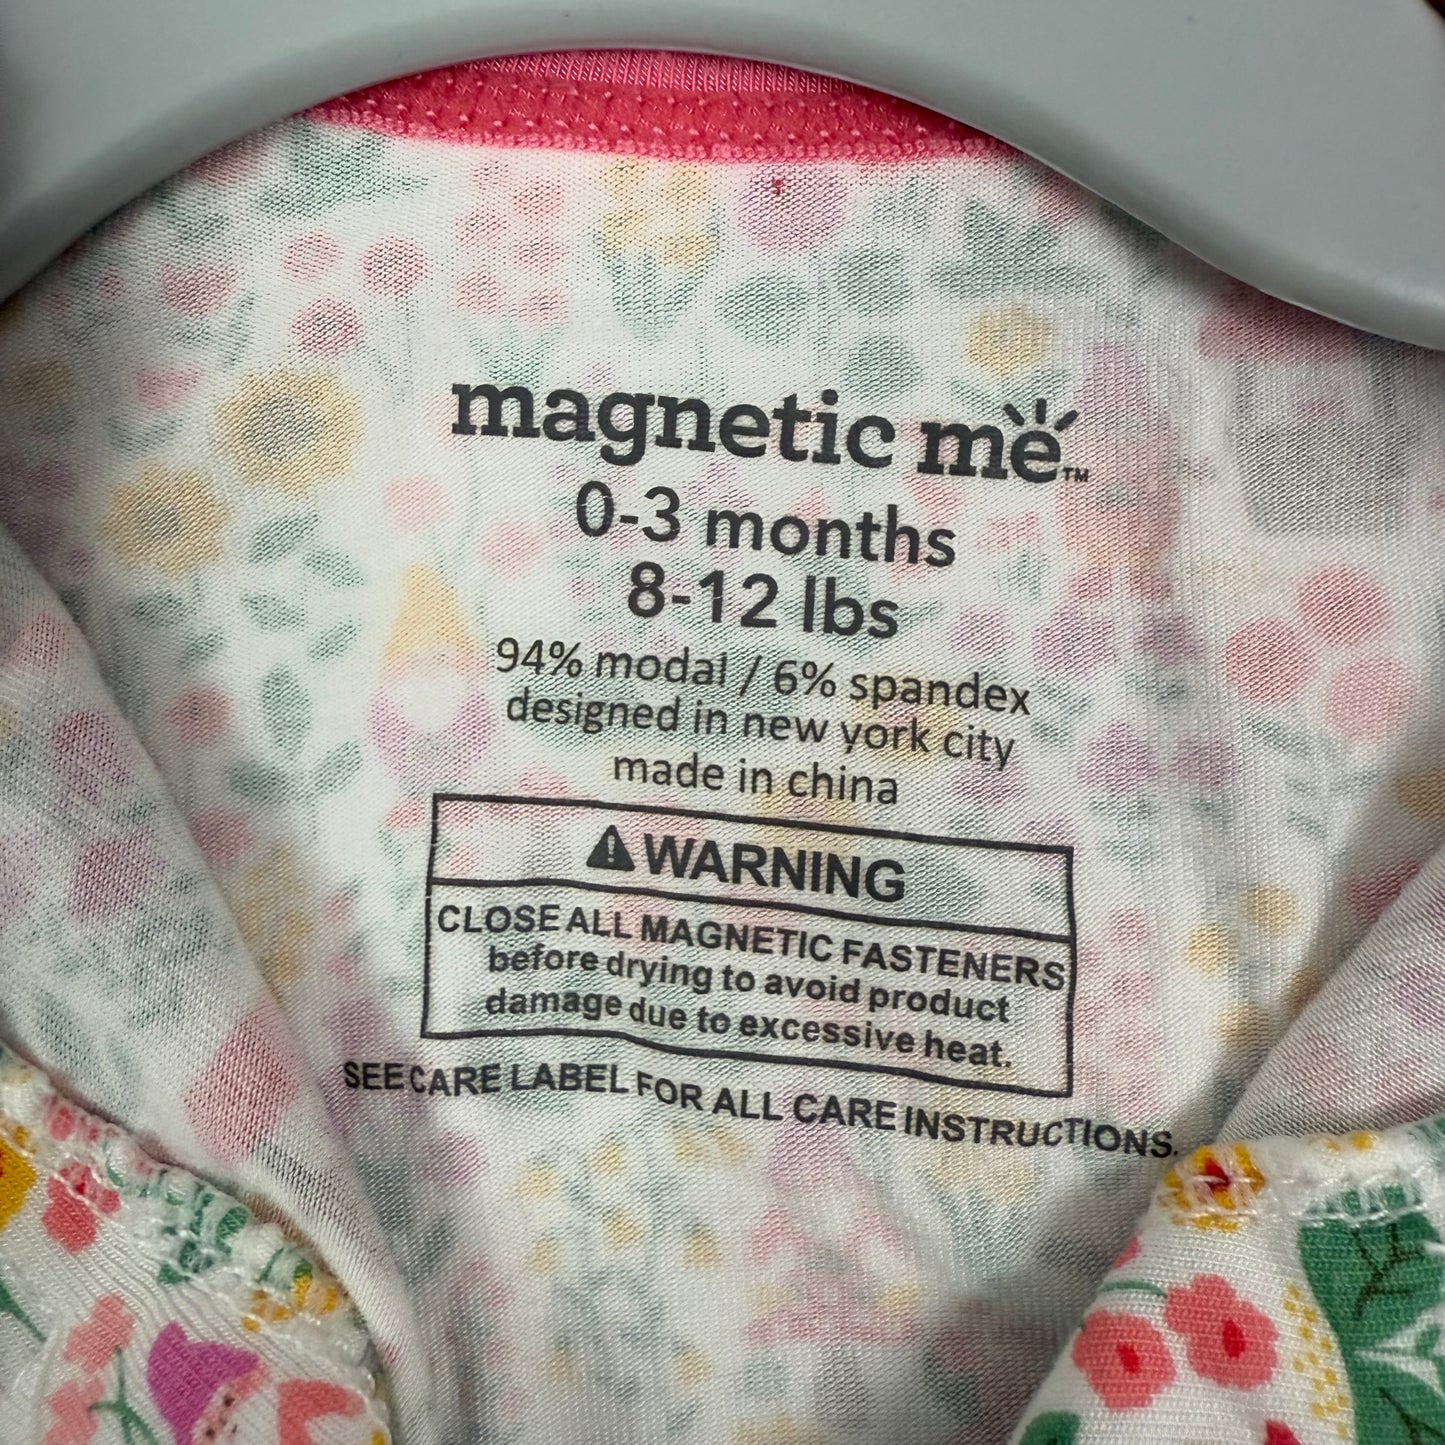 magnetic me™
0-3 months
8-12 lbs
94% modal / 6% spandex
designed in new york city
made in china
⚠ WARNING
CLOSE ALL MAGNETIC FASTENERS
before drying to avoid product
damage due to excessive heat.
SEE CARE LABEL FOR ALL CARE INSTRUCTIONS.